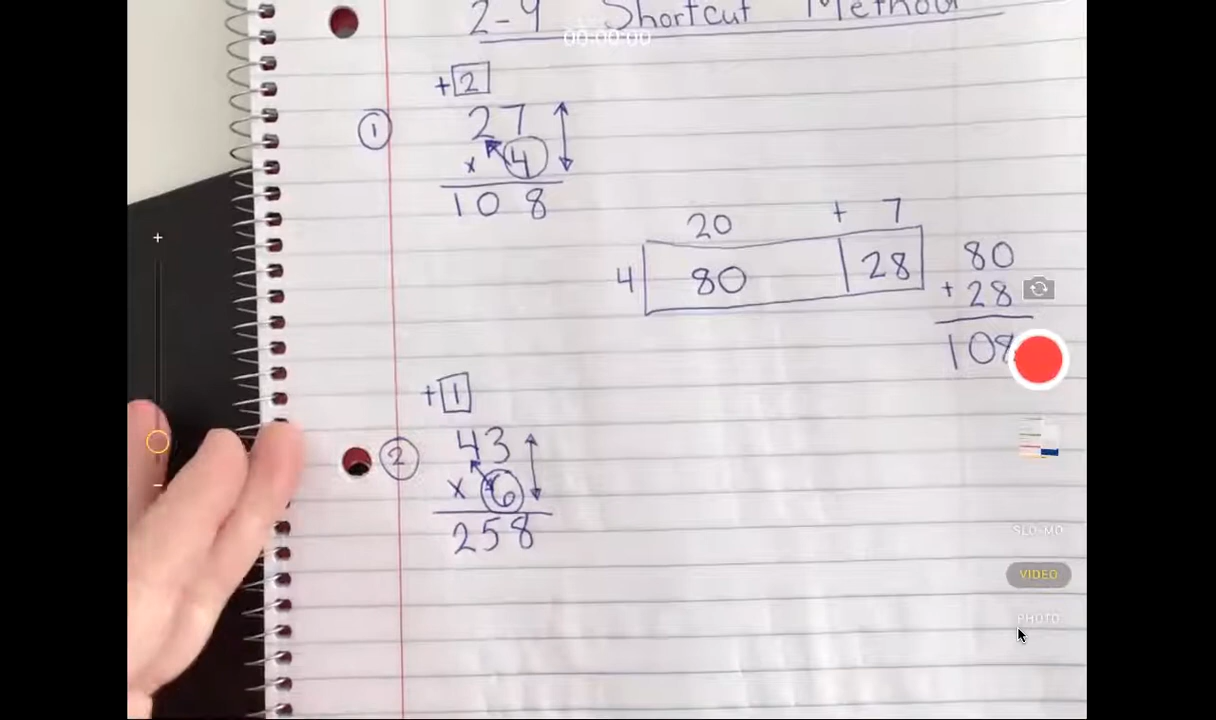 2-4 Shortcut Method
00:00:00
+ 2
① 27
x 4
108
20 + 7
4 80 28
80
+ 28
108
+ 1
② 43
x 6
258
SLO-MO
VIDEO
PHOTO